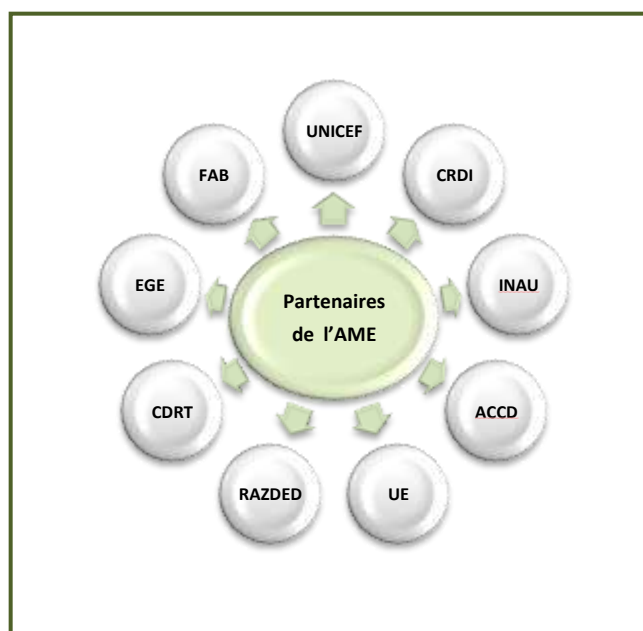 UNICEF
CRDI
INAU
ACCD
UE
RAZDED
CDRT
EGE
FAB
Partenaires
de l’AME